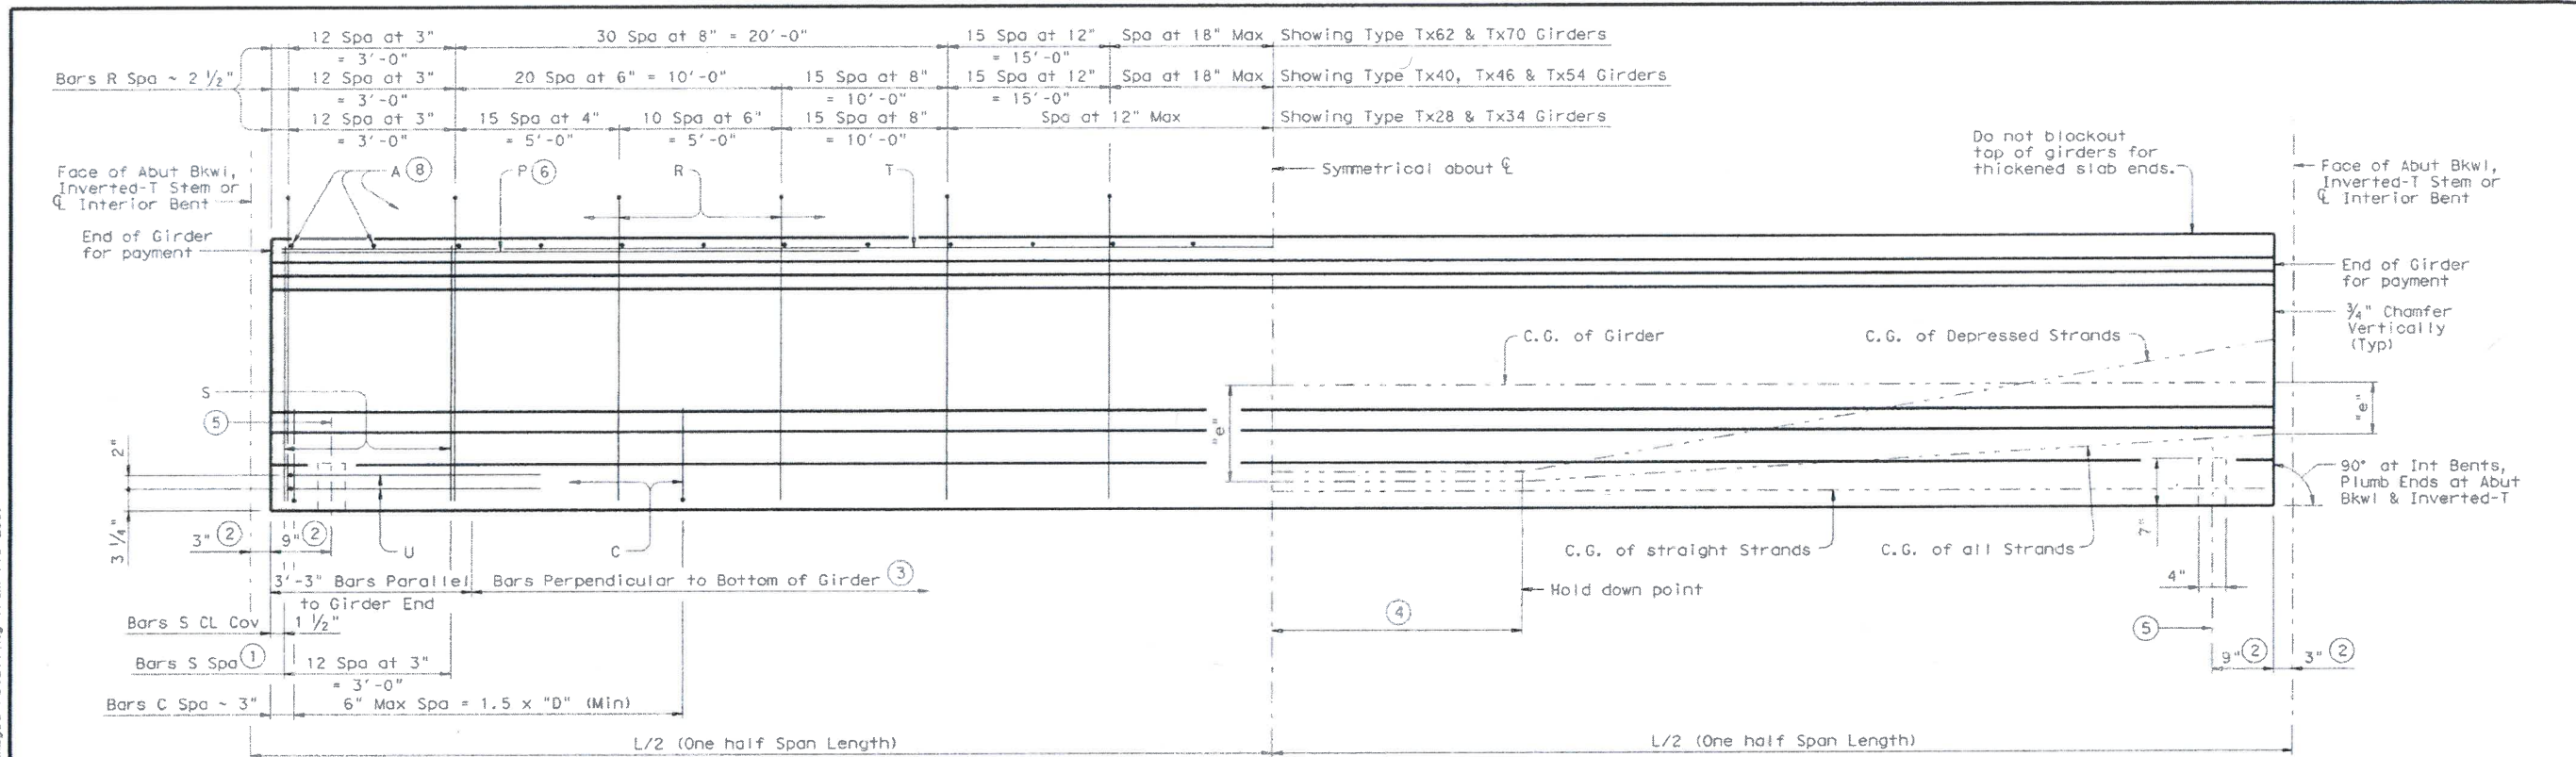 12 Spa at 3"
= 3'-0"
30 Spa at 8" = 20'-0"
15 Spa at 12"
= 15'-0"
Spa at 18" Max
Showing Type Tx62 & Tx70 Girders
Bars R Spa ~ 2 1/2"
12 Spa at 3"
= 3'-0"
20 Spa at 6" = 10'-0"
15 Spa at 8"
= 10'-0"
15 Spa at 12"
= 15'-0"
Spa at 18" Max
Showing Type Tx40, Tx46 & Tx54 Girders
12 Spa at 3"
= 3'-0"
15 Spa at 4"
= 5'-0"
10 Spa at 6"
= 5'-0"
15 Spa at 8"
= 10'-0"
Spa at 12" Max
Showing Type Tx28 & Tx34 Girders
Do not blockout
top of girders for
thickened slab ends.
Face of Abut Bkwl,
Inverted-T Stem or
℄ Interior Bent
A ⑧
P ⑥
R
T
Symmetrical about ℄
Face of Abut Bkwl,
Inverted-T Stem or
℄ Interior Bent
End of Girder
for payment
End of Girder
for payment
3/4" Chamfer
Vertically
(Typ)
C.G. of Girder
C.G. of Depressed Strands
S
⑤
"e"
"e"
2"
3 1/4"
90° at Int Bents,
Plumb Ends at Abut
Bkwl & Inverted-T
7"
3" ②
9" ②
U
C
C.G. of straight Strands
C.G. of all Strands
3'-3" Bars Parallel
to Girder End
Bars Perpendicular to Bottom of Girder ③
Hold down point
4"
④
⑤
Bars S CL Cov
1 1/2"
Bars S Spa ①
12 Spa at 3"
= 3'-0"
9" ②
3" ②
Bars C Spa ~ 3"
6" Max Spa = 1.5 x "D" (Min)
L/2 (One half Span Length)
L/2 (One half Span Length)